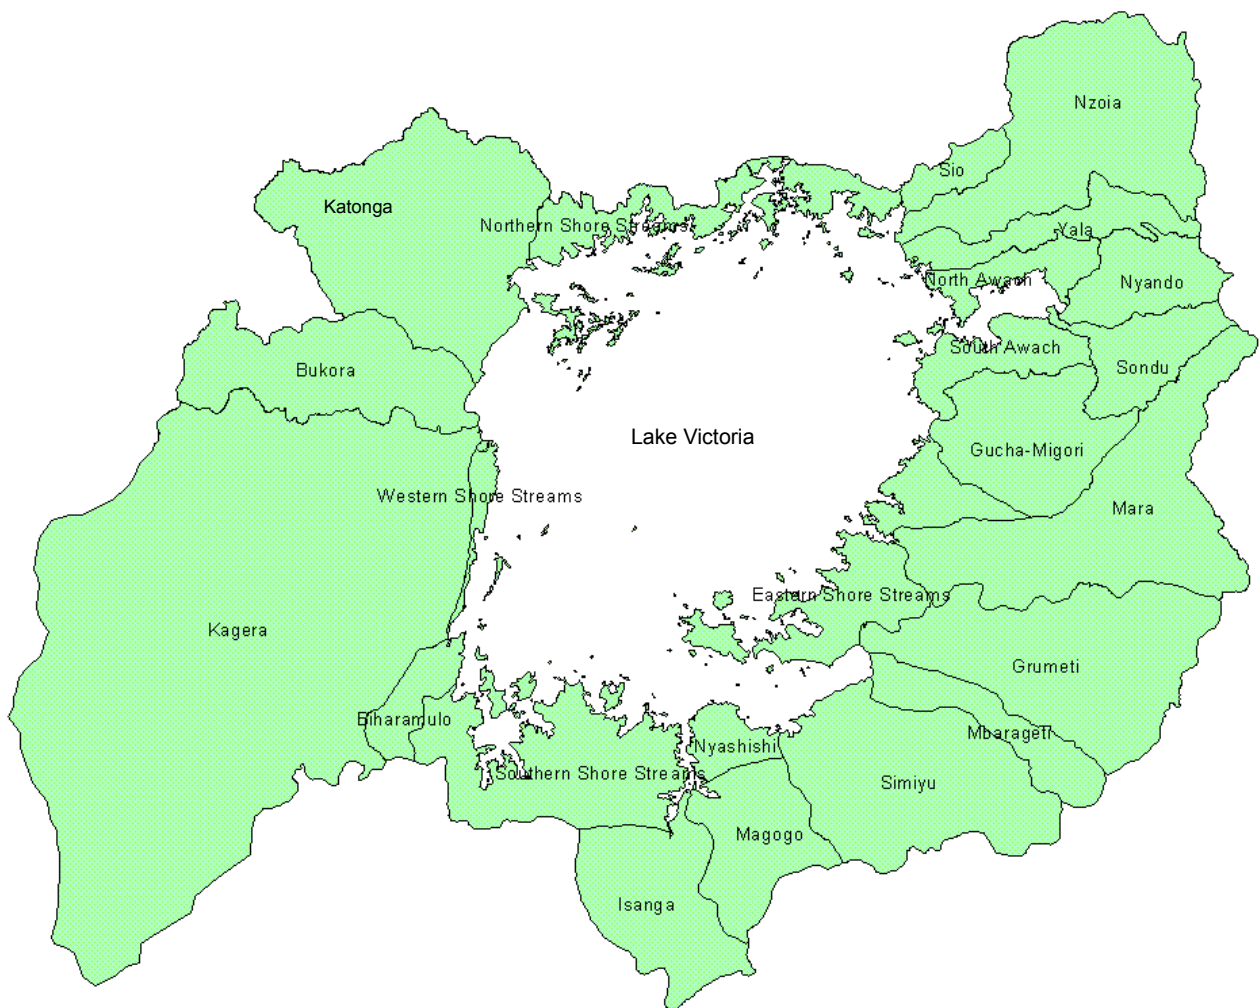 Nzoia
Sio
Katonga
Northern Shore Streams
Yala
North Awach
Nyando
South Awach
Bukora
Sondu
Lake Victoria
Gucha-Migori
Western Shore Streams
Mara
Eastern Shore Streams
Kagera
Grumeti
Biharamulo
Mbarageti
Nyashishi
Southern Shore Streams
Simiyu
Magogo
Isanga